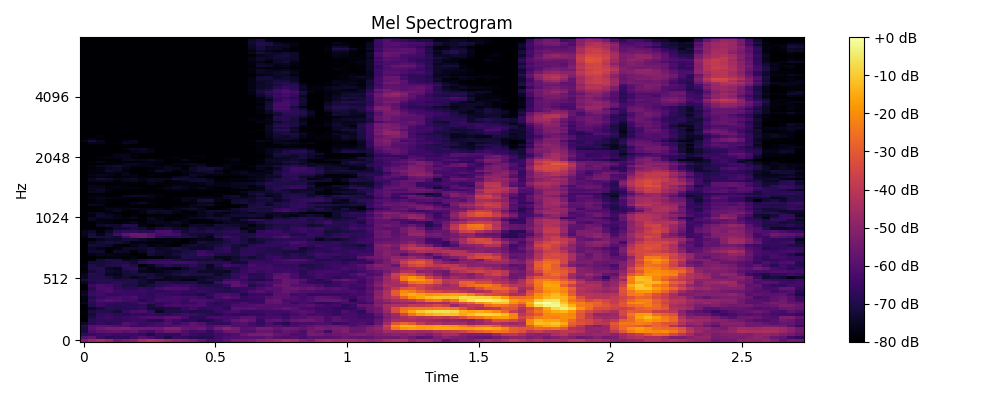 Mel Spectrogram
+0 dB
-10 dB
-20 dB
-30 dB
-40 dB
-50 dB
-60 dB
-70 dB
-80 dB
Hz
4096
2048
1024
512
0
0
0.5
1
1.5
2
2.5
Time